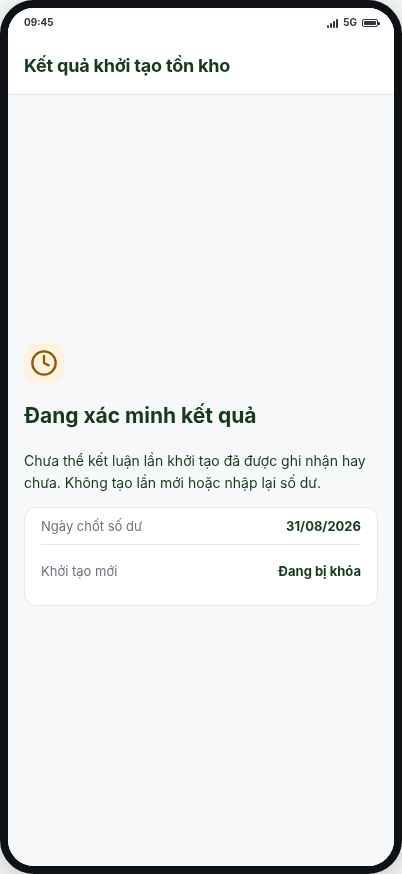 09:45
5G
Kết quả khởi tạo tồn kho
Đang xác minh kết quả
Chưa thể kết luận lần khởi tạo đã được ghi nhận hay
chưa. Không tạo lần mới hoặc nhập lại số dư.
Ngày chốt số dư 31/08/2026
Khởi tạo mới Đang bị khóa